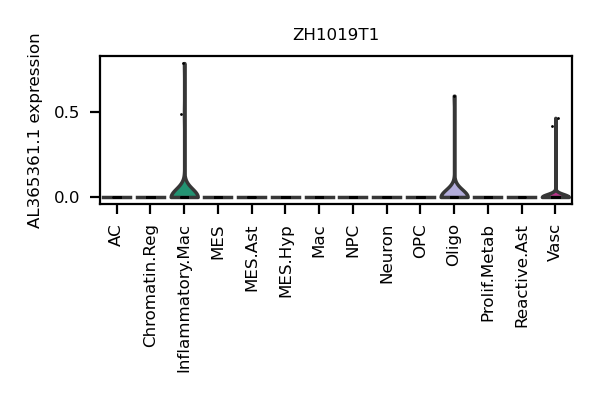 ZH1019T1
AL365361.1 expression
0.5
0.0
AC
Chromatin.Reg
Inflammatory.Mac
MES
MES.Ast
MES.Hyp
Mac
NPC
Neuron
OPC
Oligo
Prolif.Metab
Reactive.Ast
Vasc